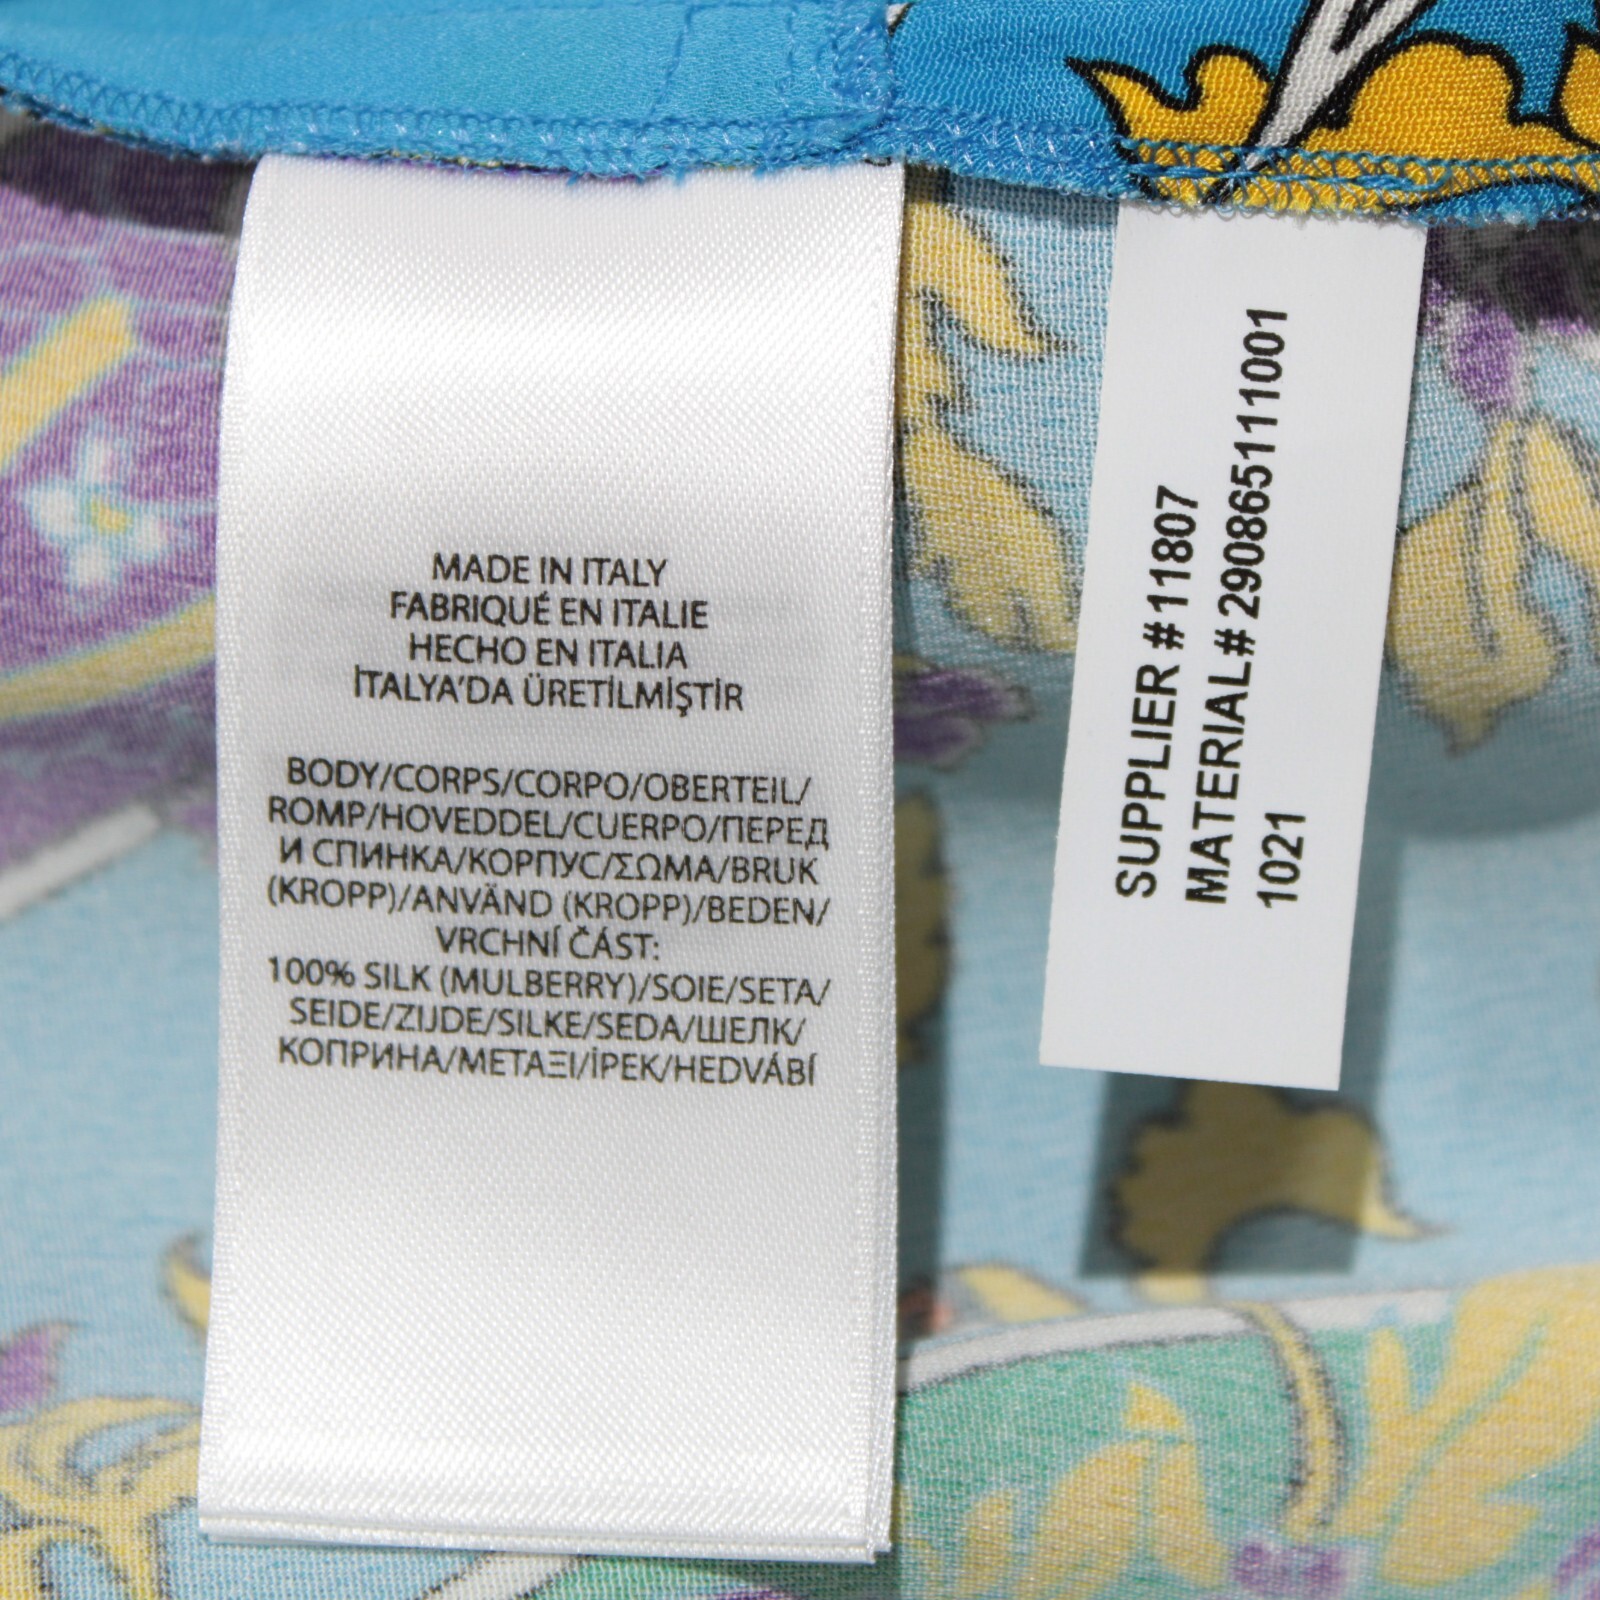 MADE IN ITALY
FABRIQUÉ EN ITALIE
HECHO EN ITALIA
İTALYA'DA ÜRETİLMİŞTİR
BODY/CORPS/CORPO/OBERTEIL/
ROMP/HOVEDDEL/CUERPO/ПЕРЕД
И СПИНКА/КОРПУС/ΣΩΜΑ/BRUK
(KROPP)/ANVÄND (KROPP)/BEDEN/
VRCHNÍ ČÁST:
100% SILK (MULBERRY)/SOIE/SETA/
SEIDE/ZIJDE/SILKE/SEDA/ШЕЛК/
КОПРИНА/ΜΕΤΑΞΙ/İPEK/HEDVÁBÍ
SUPPLIER # 11807
MATERIAL# 290865111001
1021